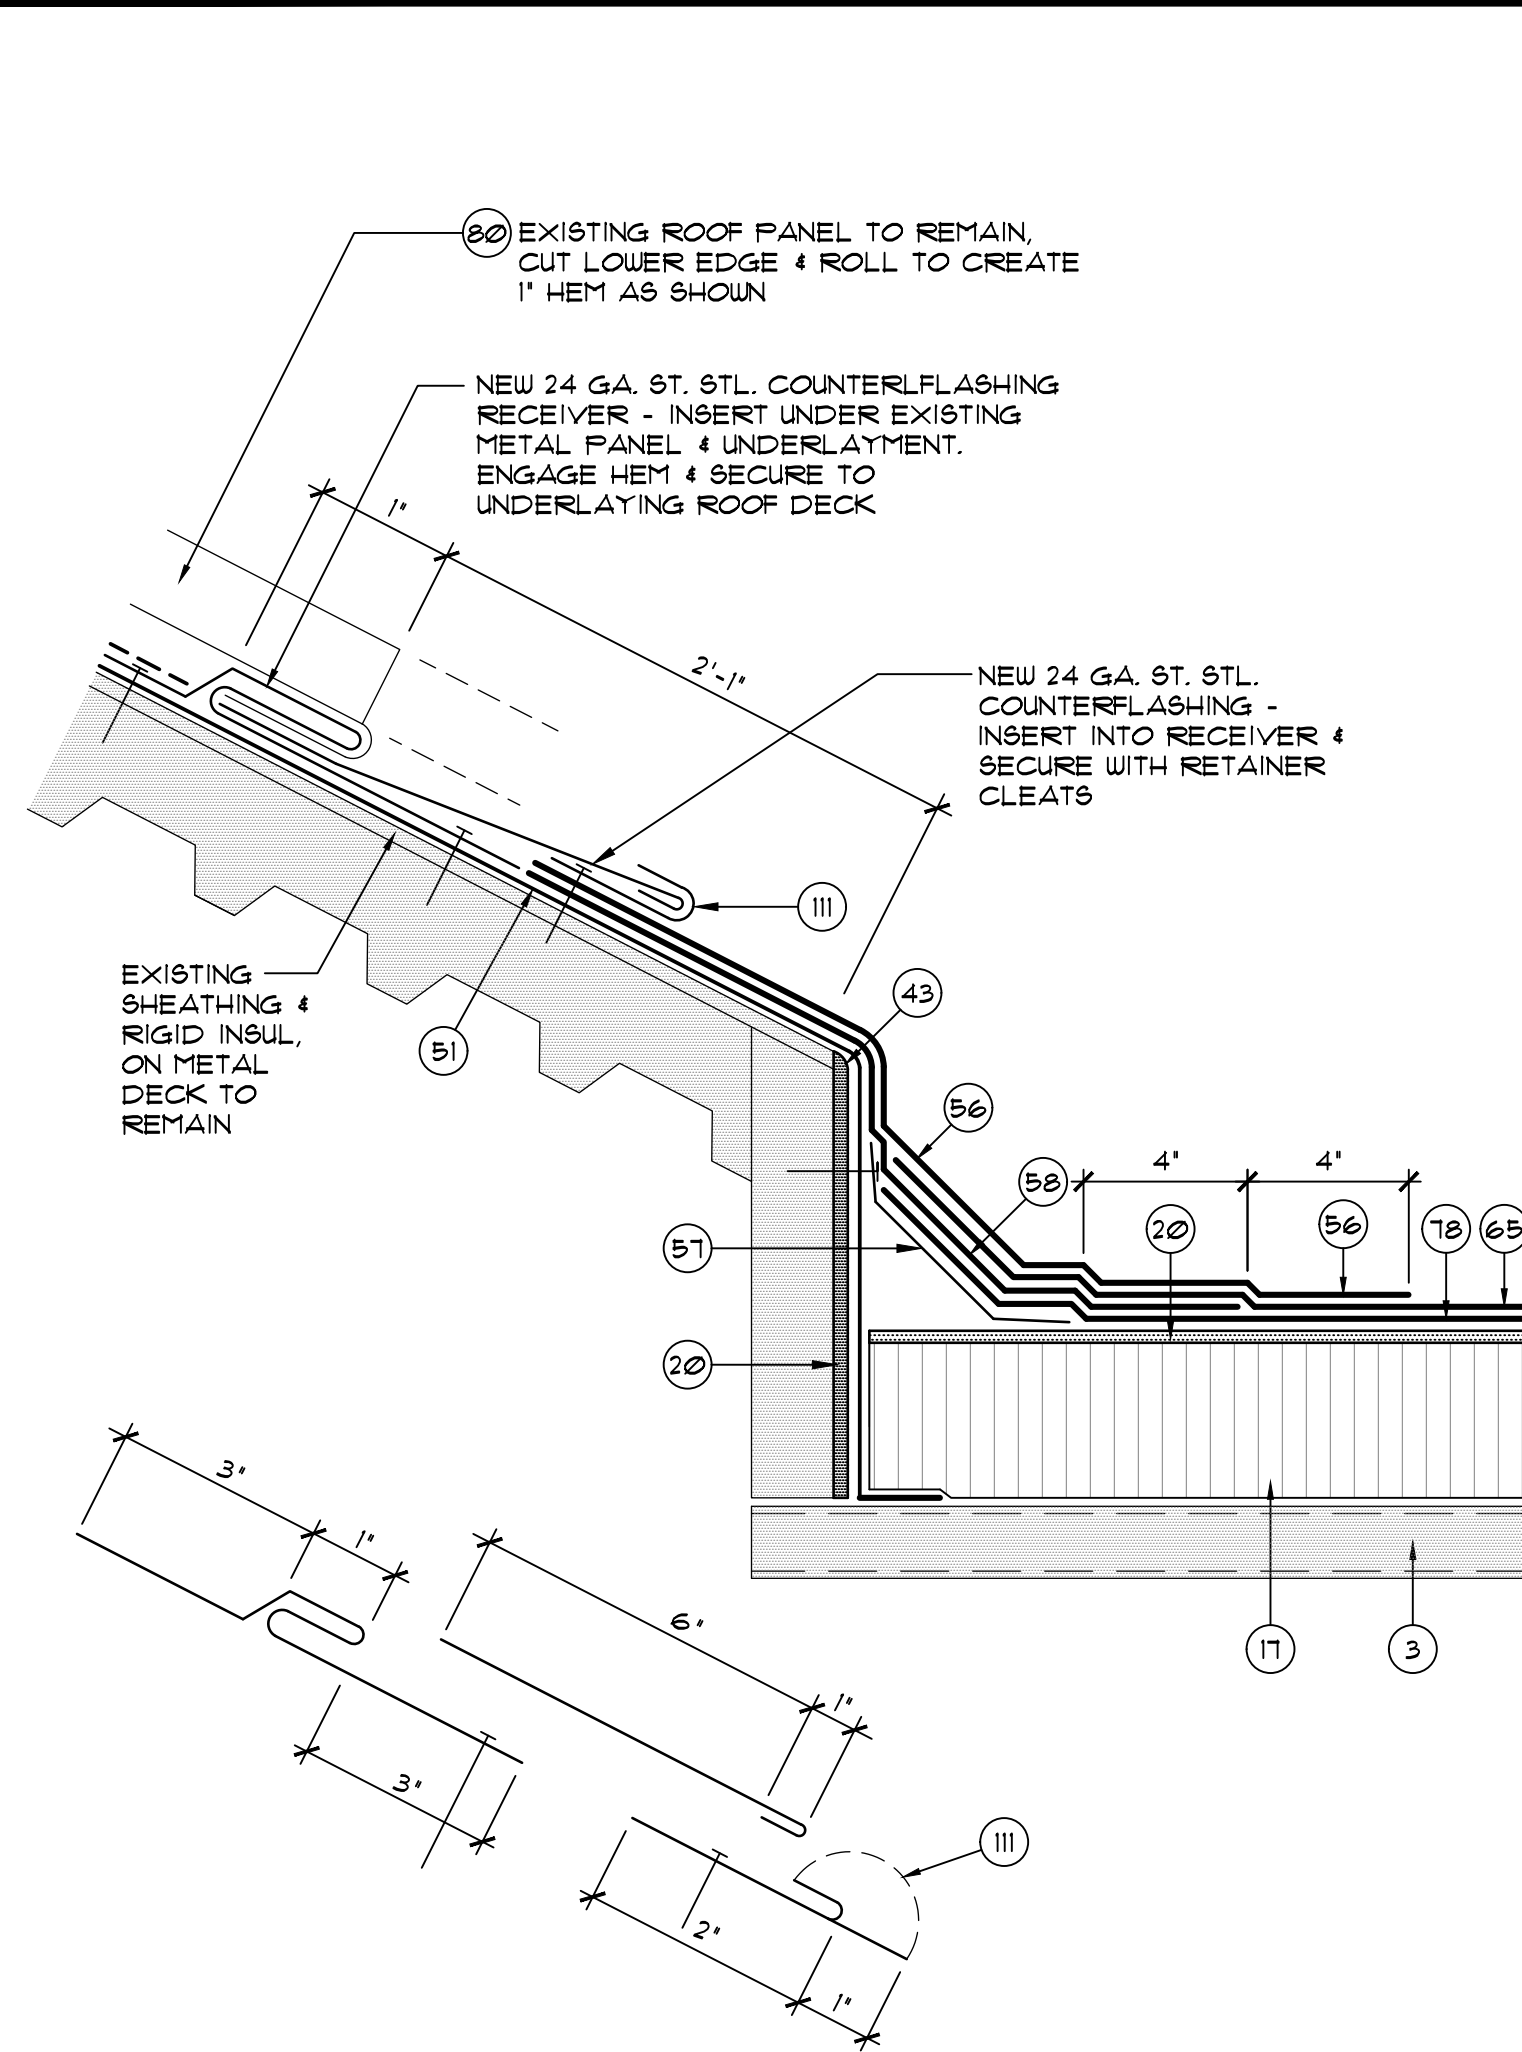 80 EXISTING ROOF PANEL TO REMAIN,
CUT LOWER EDGE & ROLL TO CREATE
1" HEM AS SHOWN
NEW 24 GA. ST. STL. COUNTERLFLASHING
RECEIVER - INSERT UNDER EXISTING
METAL PANEL & UNDERLAYMENT.
ENGAGE HEM & SECURE TO
UNDERLAYING ROOF DECK
1"
2'-1"
NEW 24 GA. ST. STL.
COUNTERFLASHING -
INSERT INTO RECEIVER &
SECURE WITH RETAINER
CLEATS
111
EXISTING
SHEATHING &
RIGID INSUL,
ON METAL
DECK TO
REMAIN
51
43
56
58
4"
4"
20
56
78
65
57
20
17
3
3"
1"
3"
6"
1"
111
2"
1"